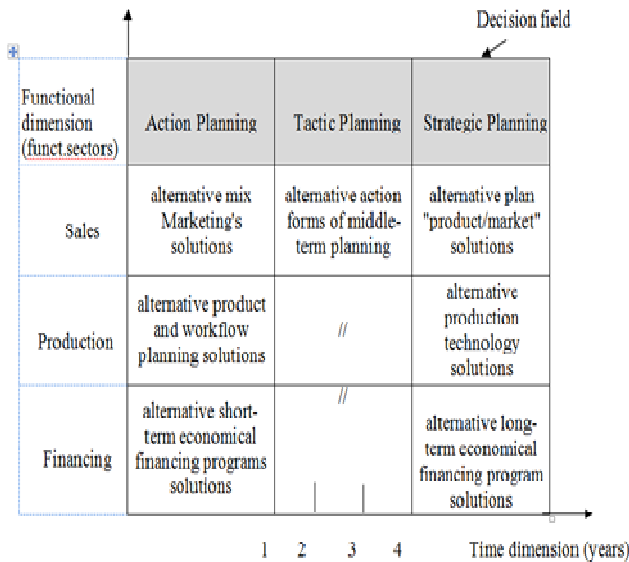 Decision field
Functional
dimension
(funct.sectors)
Action Planning
Tactic Planning
Strategic Planning
Sales
alternative mix
Marketing's
solutions
alternative action
forms of middle-
term planning
alternative plan
"product/market"
solutions
Production
alternative product
and workflow
planning solutions
//
alternative
production
technology
solutions
Financing
alternative short-
term economical
financing programs
solutions
//
alternative long-
term economical
financing program
solutions
1 2 3 4 Time dimension (years)